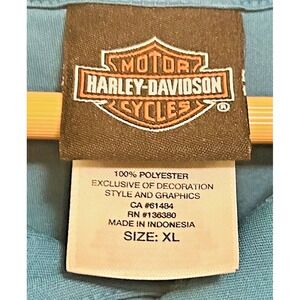 MOTOR
HARLEY-DAVIDSON
CYCLES
®
100% POLYESTER
EXCLUSIVE OF DECORATION
STYLE AND GRAPHICS
CA #61484
RN #136380
MADE IN INDONESIA
SIZE: XL